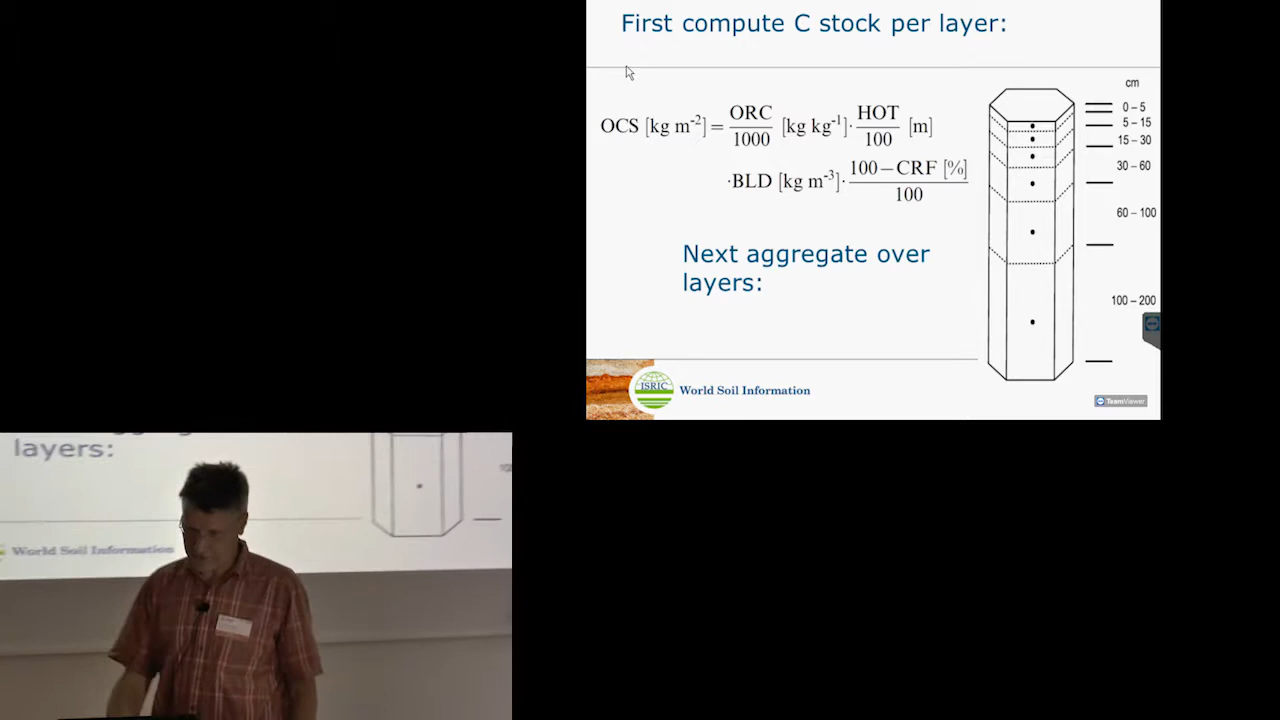 First compute C stock per layer:
OCS [kg m⁻²] = ORC/1000 [kg kg⁻¹] · HOT/100 [m]
· BLD [kg m⁻³] · 100 − CRF [%]/100
Next aggregate over
layers:
cm
0 – 5
5 – 15
15 – 30
30 – 60
60 – 100
100 – 200
ISRIC World Soil Information
TeamViewer
layers:
World Soil Information